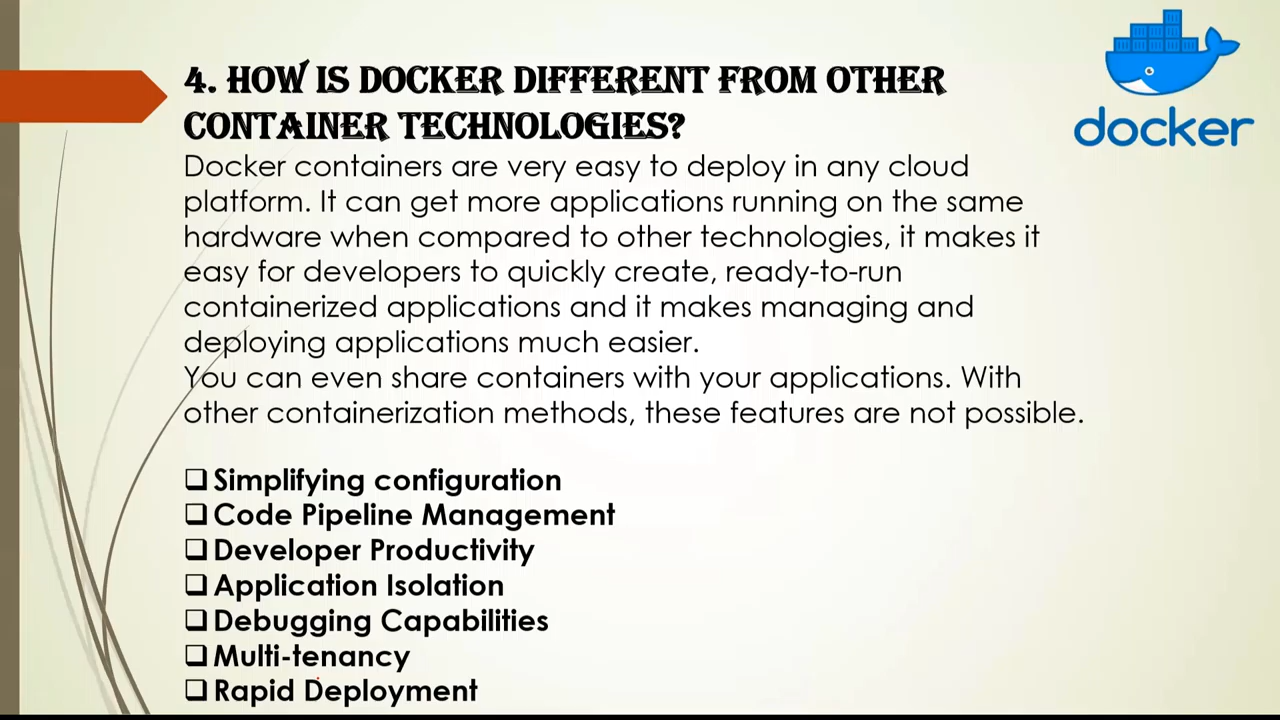 4. HOW IS DOCKER DIFFERENT FROM OTHER
CONTAINER TECHNOLOGIES?
docker
Docker containers are very easy to deploy in any cloud
platform. It can get more applications running on the same
hardware when compared to other technologies, it makes it
easy for developers to quickly create, ready-to-run
containerized applications and it makes managing and
deploying applications much easier.
You can even share containers with your applications. With
other containerization methods, these features are not possible.
❑ Simplifying configuration
❑ Code Pipeline Management
❑ Developer Productivity
❑ Application Isolation
❑ Debugging Capabilities
❑ Multi-tenancy
❑ Rapid Deployment